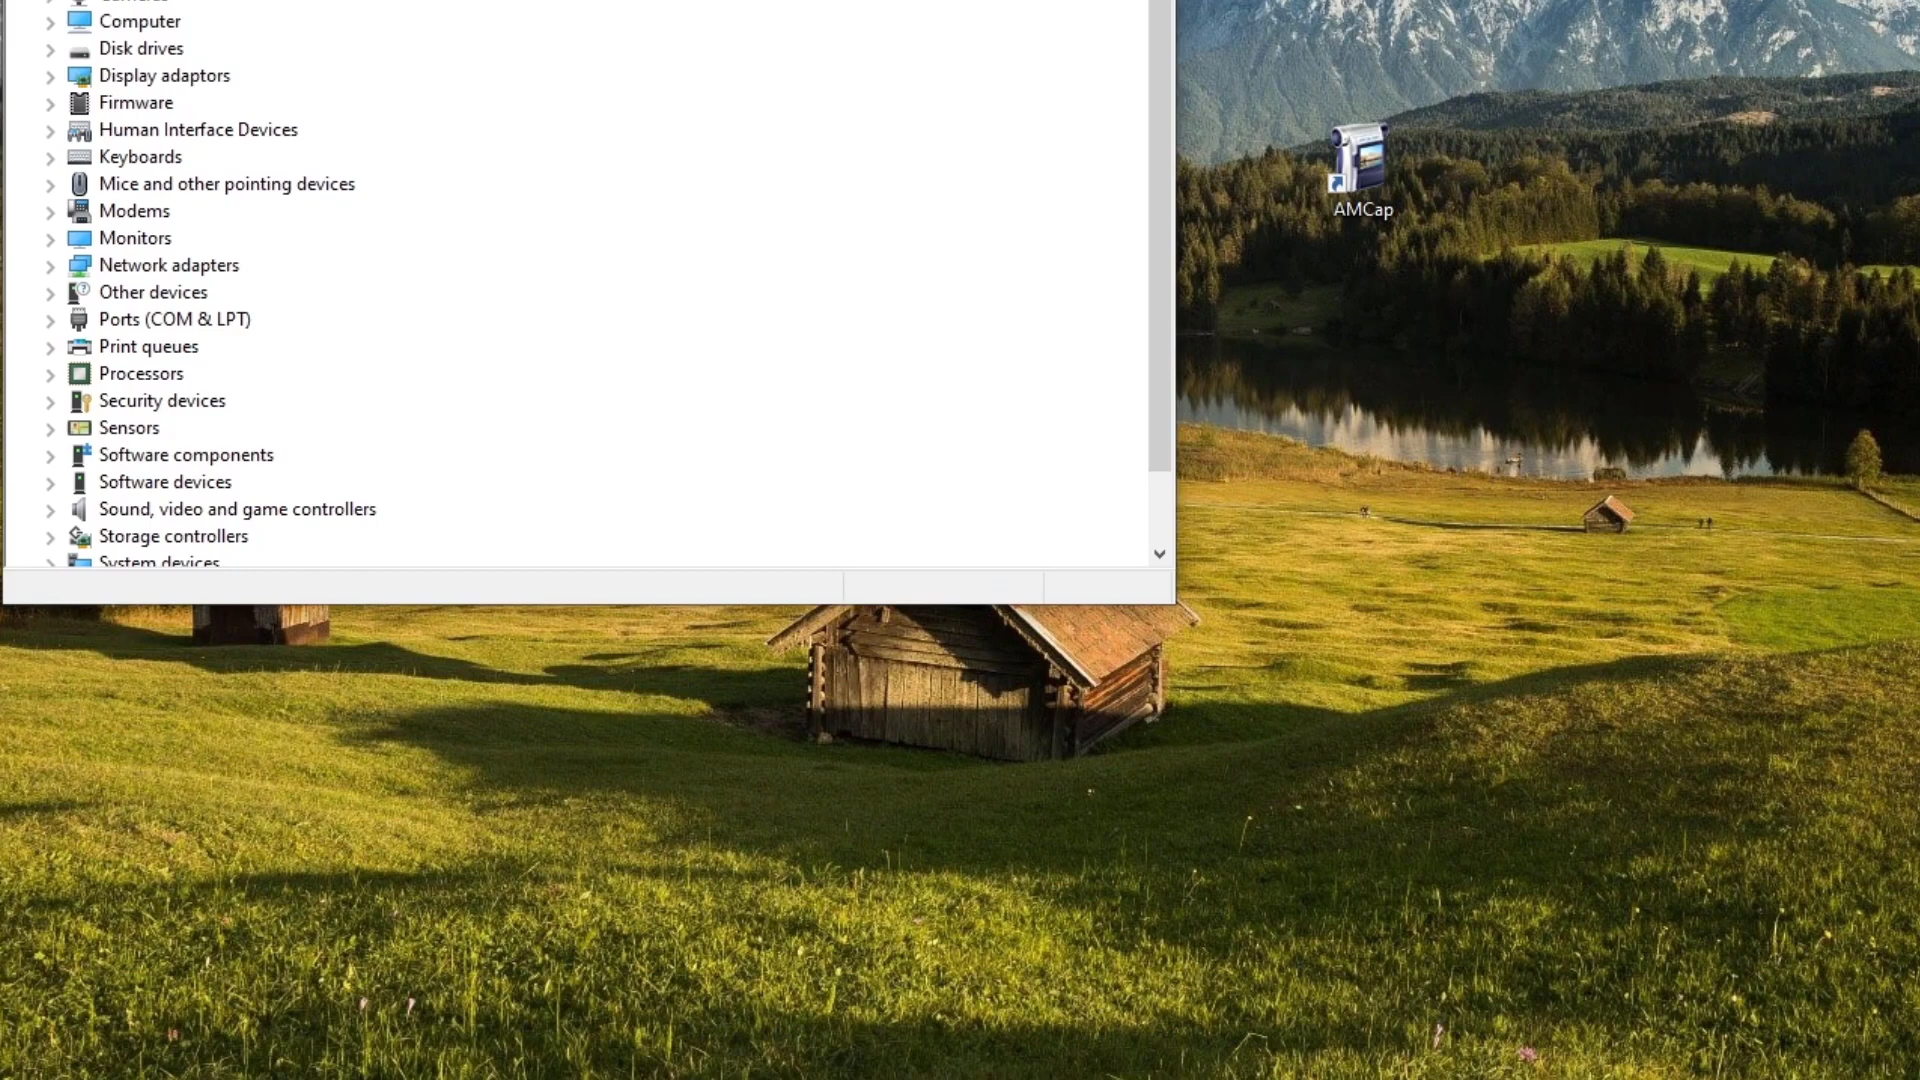 Cameras
Computer
Disk drives
Display adaptors
Firmware
Human Interface Devices
Keyboards
Mice and other pointing devices
Modems
Monitors
Network adapters
Other devices
Ports (COM & LPT)
Print queues
Processors
Security devices
Sensors
Software components
Software devices
Sound, video and game controllers
Storage controllers
System devices
AMCap